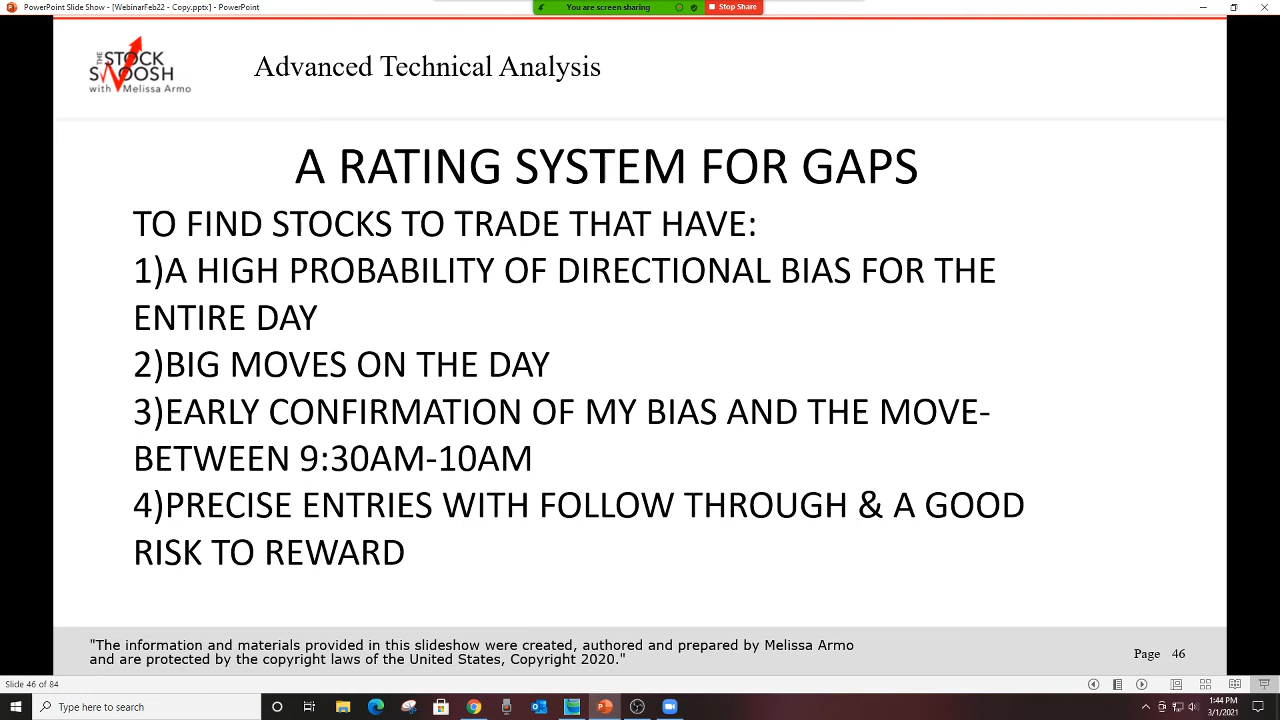 PowerPoint Slide Show - [WebinarFeb22 - Copy.pptx] - PowerPoint
You are screen sharing
Stop Share
THE
STOCK
SWOOSH
with Melissa Armo
Advanced Technical Analysis
A RATING SYSTEM FOR GAPS
TO FIND STOCKS TO TRADE THAT HAVE:
1)A HIGH PROBABILITY OF DIRECTIONAL BIAS FOR THE
ENTIRE DAY
2)BIG MOVES ON THE DAY
3)EARLY CONFIRMATION OF MY BIAS AND THE MOVE-
BETWEEN 9:30AM-10AM
4)PRECISE ENTRIES WITH FOLLOW THROUGH & A GOOD
RISK TO REWARD
"The information and materials provided in this slideshow were created, authored and prepared by Melissa Armo
and are protected by the copyright laws of the United States, Copyright 2020."
Page 46
Slide 46 of 84
Type here to search
1:44 PM
3/1/2021